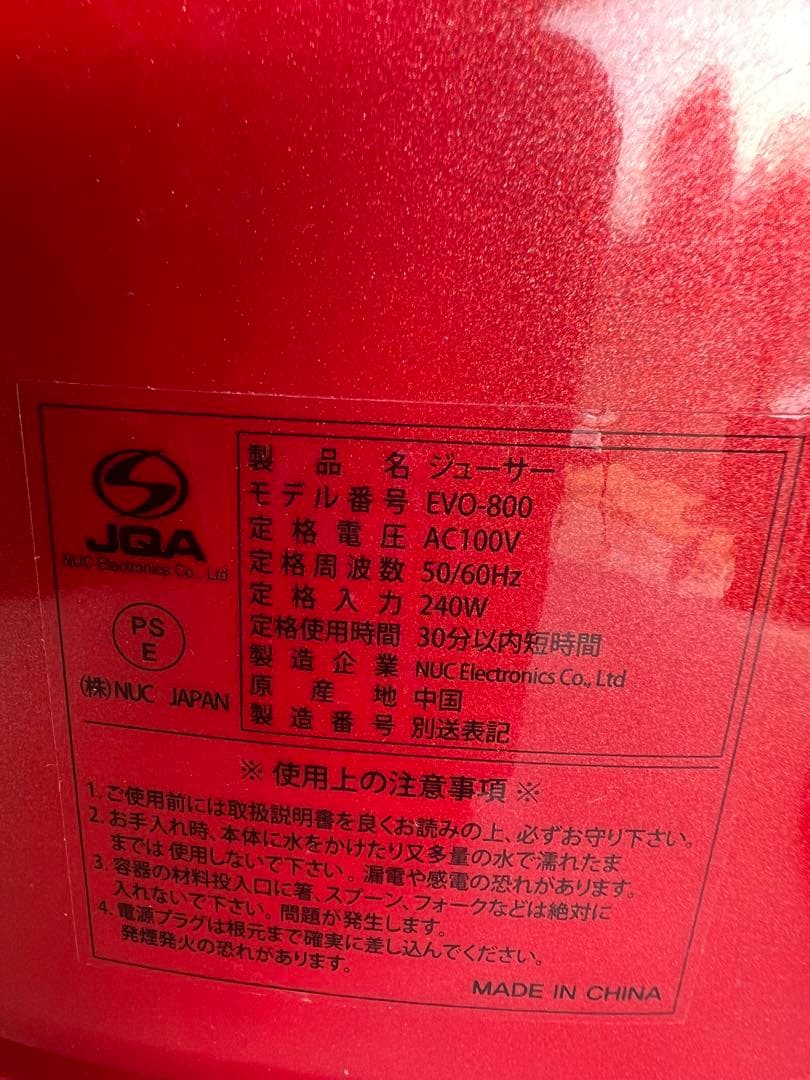 JQA
NUC Electronics Co., Ltd
PS
E
(株)NUC JAPAN
製品名 ジューサー
モデル番号 EVO-800
定格電圧 AC100V
定格周波数 50/60Hz
定格入力 240W
定格使用時間 30分以内短時間
製造企業 NUC Electronics Co., Ltd
原産地 中国
製造番号 別送表記
※ 使用上の注意事項 ※
1. ご使用前には取扱説明書を良くお読みの上、必ずお守り下さい。
2. お手入れ時、本体に水をかけたり又多量の水で濡れたま
までは使用しないで下さい。漏電や感電の恐れがあります。
3. 容器の材料投入口に箸、スプーン、フォークなどは絶対に
入れないで下さい。問題が発生します。
4. 電源プラグは根元まで確実に差し込んでください。
発煙発火の恐れがあります。
MADE IN CHINA